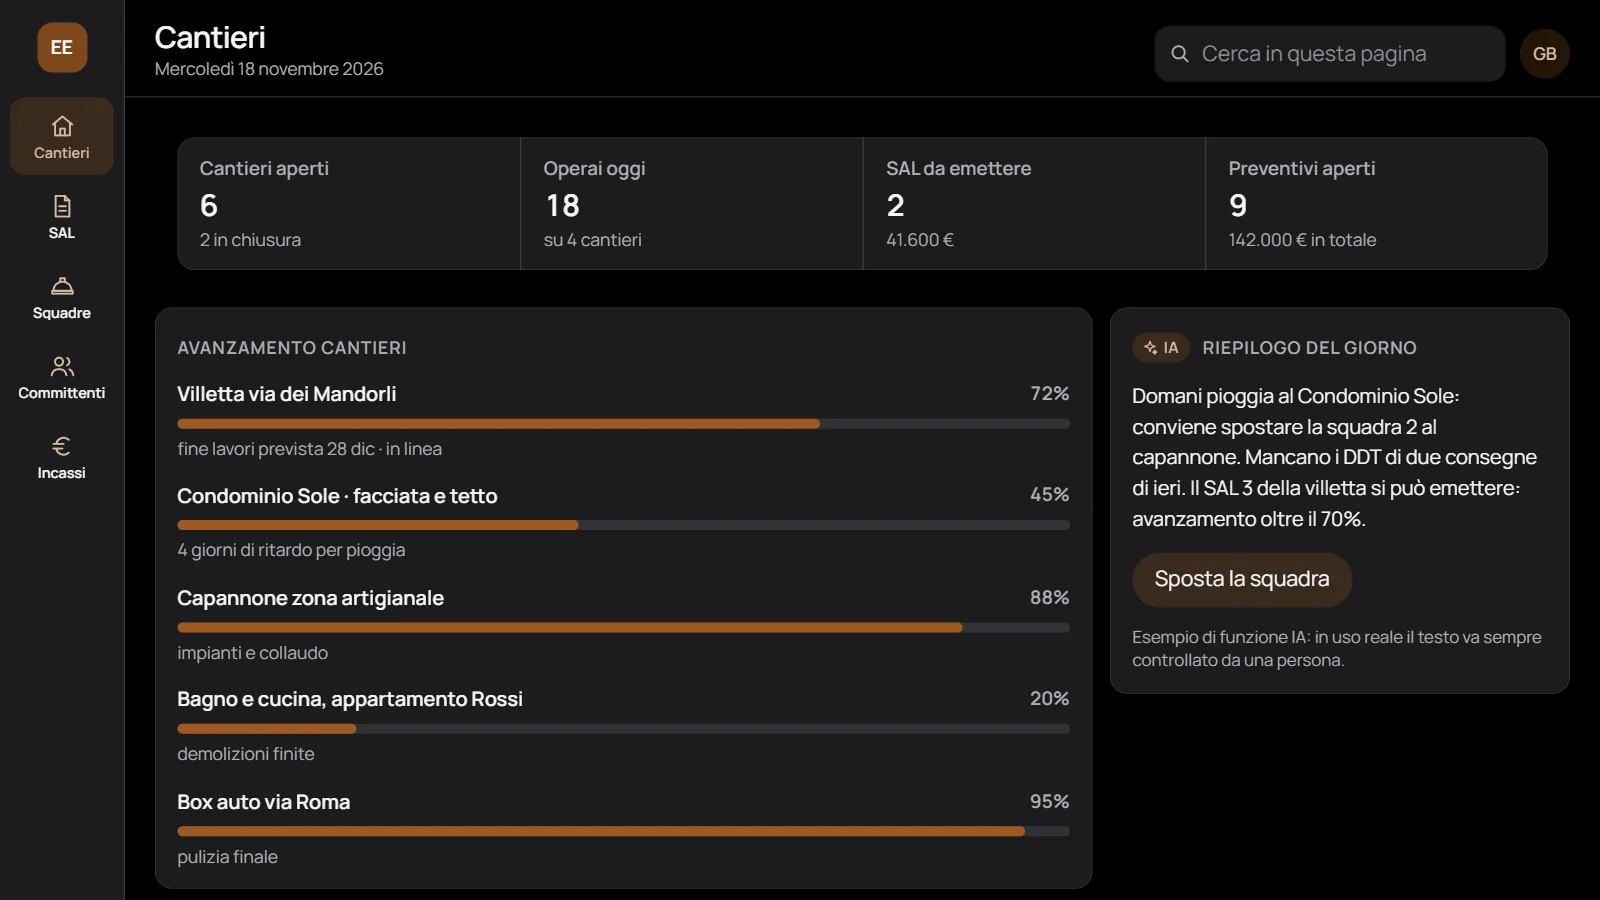 EE
Cantieri
SAL
Squadre
Committenti
Incassi
Cantieri
Mercoledì 18 novembre 2026
Cerca in questa pagina
GB
Cantieri aperti
6
2 in chiusura
Operai oggi
18
su 4 cantieri
SAL da emettere
2
41.600 €
Preventivi aperti
9
142.000 € in totale
AVANZAMENTO CANTIERI
Villetta via dei Mandorli
72%
fine lavori prevista 28 dic · in linea
Condominio Sole · facciata e tetto
45%
4 giorni di ritardo per pioggia
Capannone zona artigianale
88%
impianti e collaudo
Bagno e cucina, appartamento Rossi
20%
demolizioni finite
Box auto via Roma
95%
pulizia finale
IA
RIEPILOGO DEL GIORNO
Domani pioggia al Condominio Sole:
conviene spostare la squadra 2 al
capannone. Mancano i DDT di due consegne
di ieri. Il SAL 3 della villetta si può emettere:
avanzamento oltre il 70%.
Sposta la squadra
Esempio di funzione IA: in uso reale il testo va sempre
controllato da una persona.